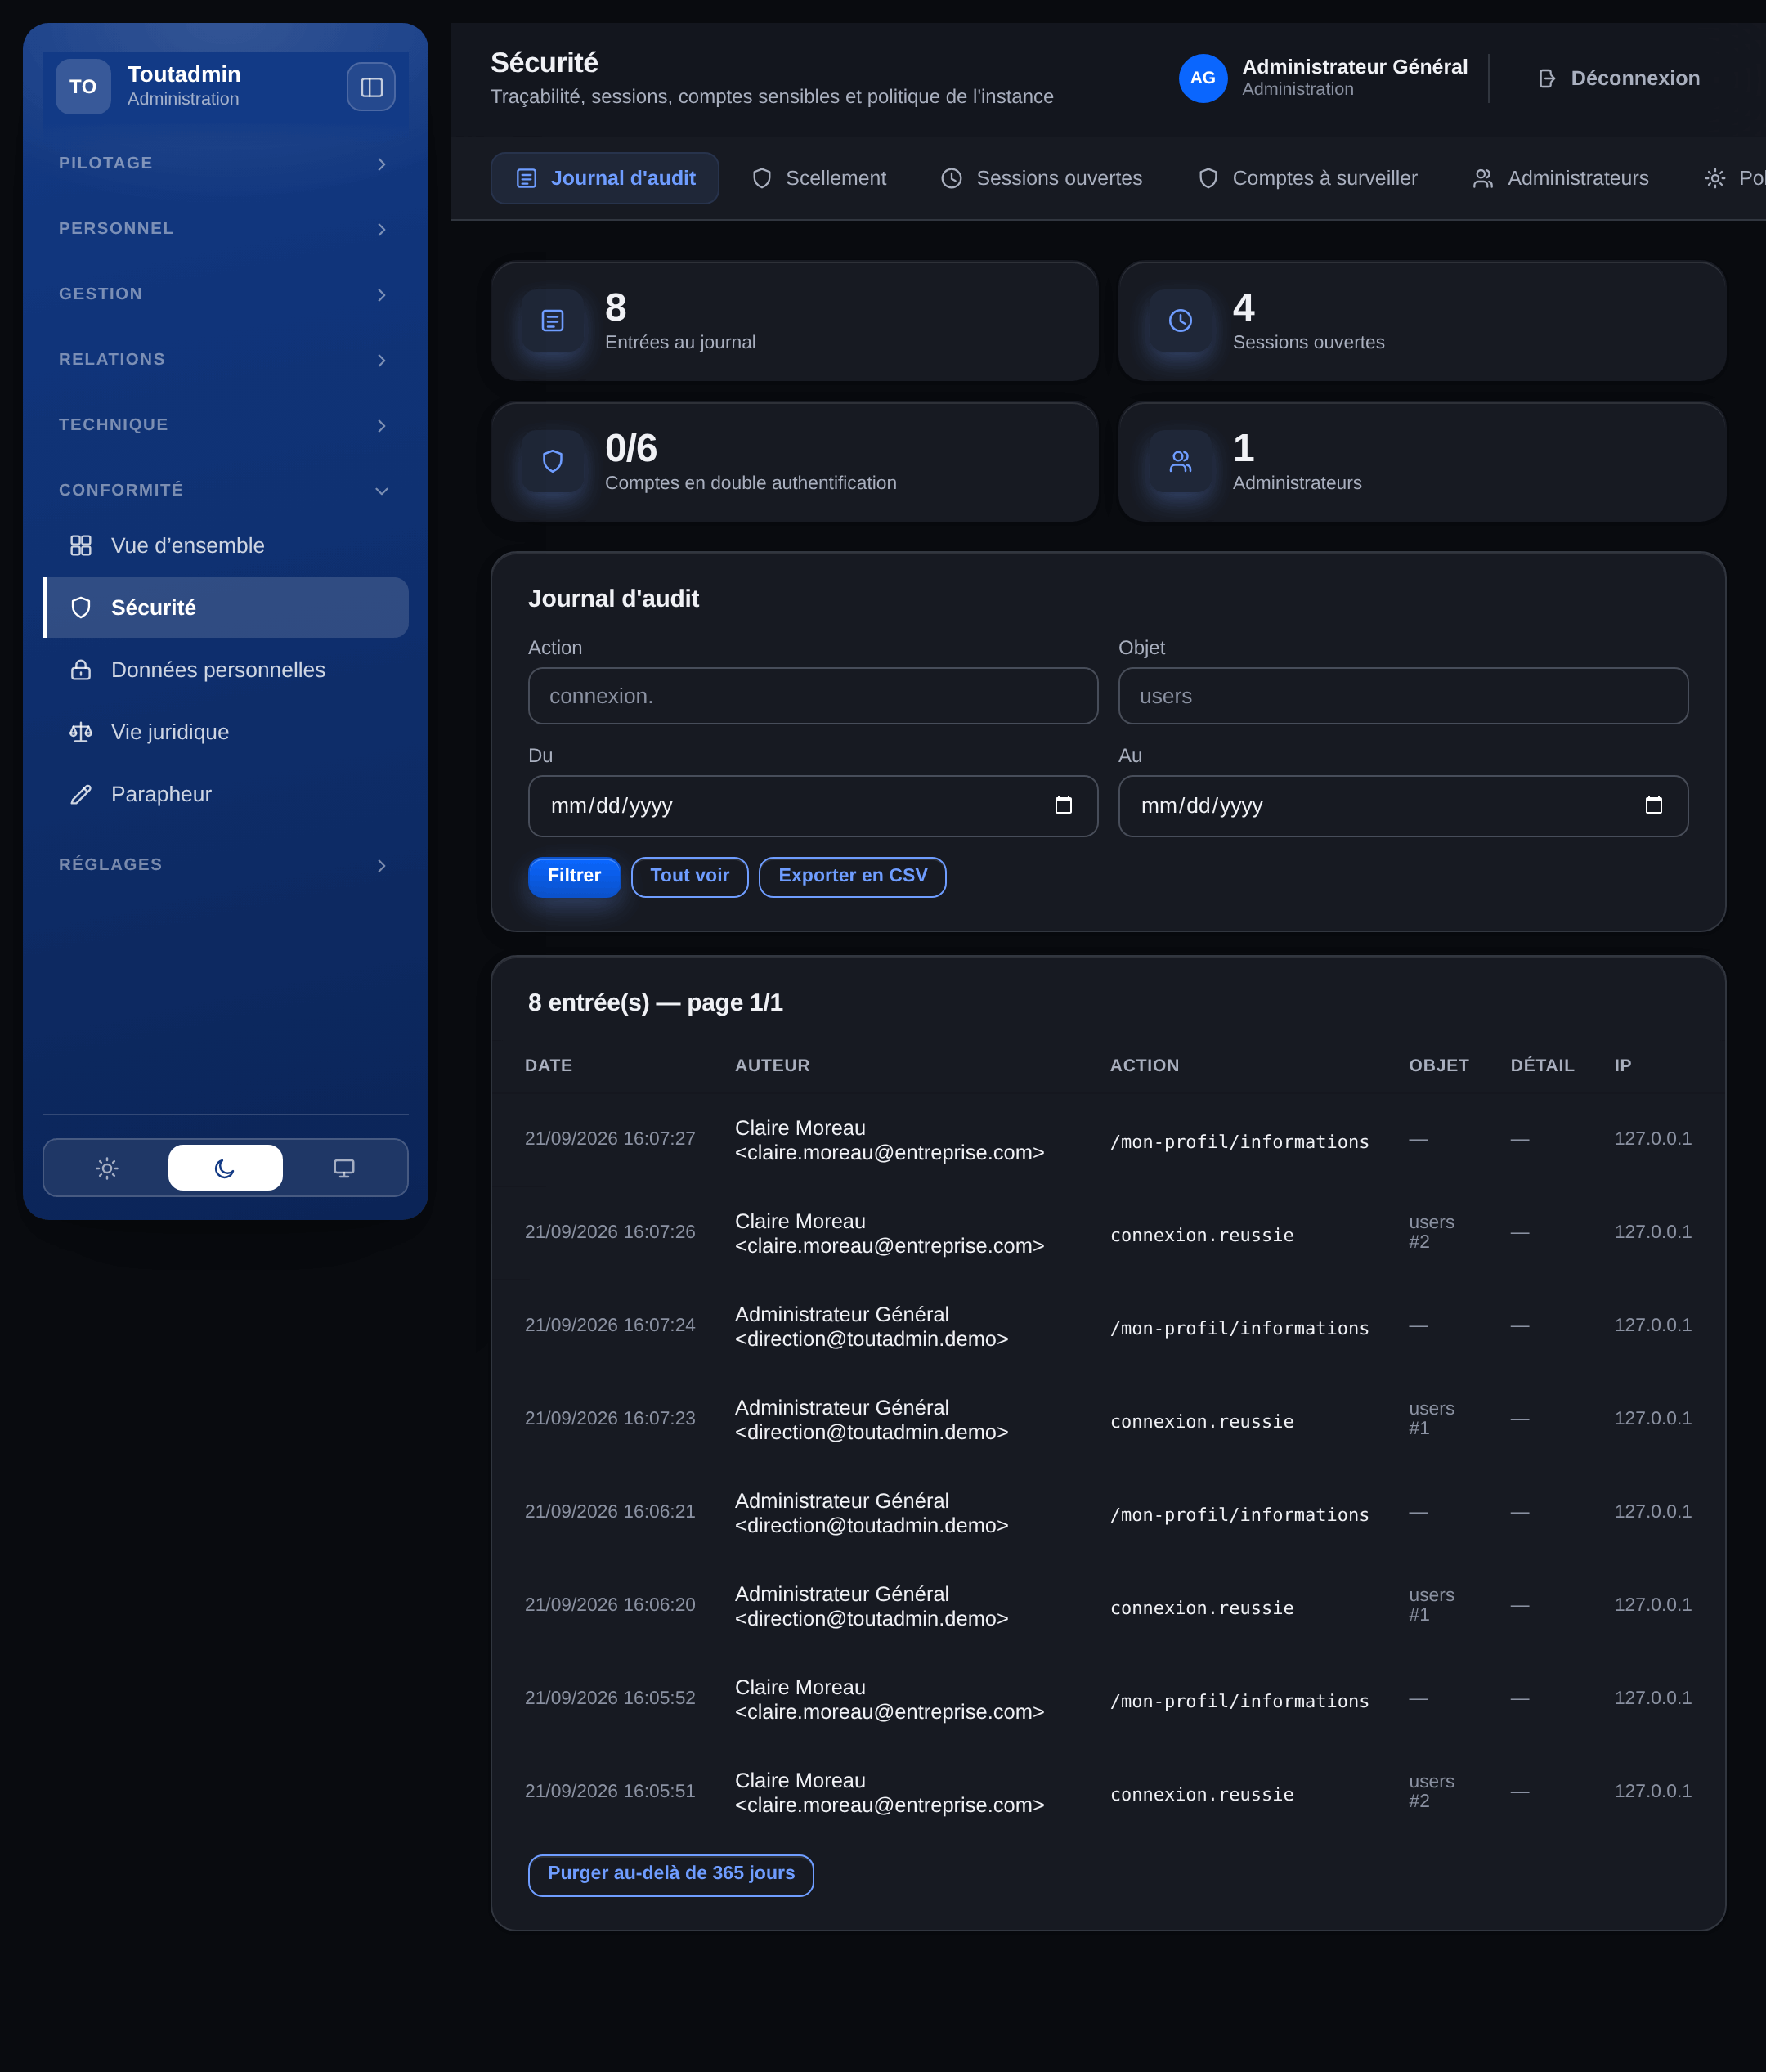 TO
Toutadmin
Administration
PILOTAGE
PERSONNEL
GESTION
RELATIONS
TECHNIQUE
CONFORMITÉ
Vue d’ensemble
Sécurité
Données personnelles
Vie juridique
Parapheur
RÉGLAGES
Sécurité
Traçabilité, sessions, comptes sensibles et politique de l'instance
AG
Administrateur Général
Administration
Déconnexion
Journal d'audit
Scellement
Sessions ouvertes
Comptes à surveiller
Administrateurs
Pol
8
Entrées au journal
4
Sessions ouvertes
0/6
Comptes en double authentification
1
Administrateurs
Journal d'audit
Action
Objet
connexion.
users
Du
Au
mm/dd/yyyy
mm/dd/yyyy
Filtrer
Tout voir
Exporter en CSV
8 entrée(s) — page 1/1
DATE AUTEUR ACTION OBJET DÉTAIL IP
21/09/2026 16:07:27 Claire Moreau <claire.moreau@entreprise.com> /mon-profil/informations — — 127.0.0.1
21/09/2026 16:07:26 Claire Moreau <claire.moreau@entreprise.com> connexion.reussie users #2 — 127.0.0.1
21/09/2026 16:07:24 Administrateur Général <direction@toutadmin.demo> /mon-profil/informations — — 127.0.0.1
21/09/2026 16:07:23 Administrateur Général <direction@toutadmin.demo> connexion.reussie users #1 — 127.0.0.1
21/09/2026 16:06:21 Administrateur Général <direction@toutadmin.demo> /mon-profil/informations — — 127.0.0.1
21/09/2026 16:06:20 Administrateur Général <direction@toutadmin.demo> connexion.reussie users #1 — 127.0.0.1
21/09/2026 16:05:52 Claire Moreau <claire.moreau@entreprise.com> /mon-profil/informations — — 127.0.0.1
21/09/2026 16:05:51 Claire Moreau <claire.moreau@entreprise.com> connexion.reussie users #2 — 127.0.0.1
Purger au-delà de 365 jours